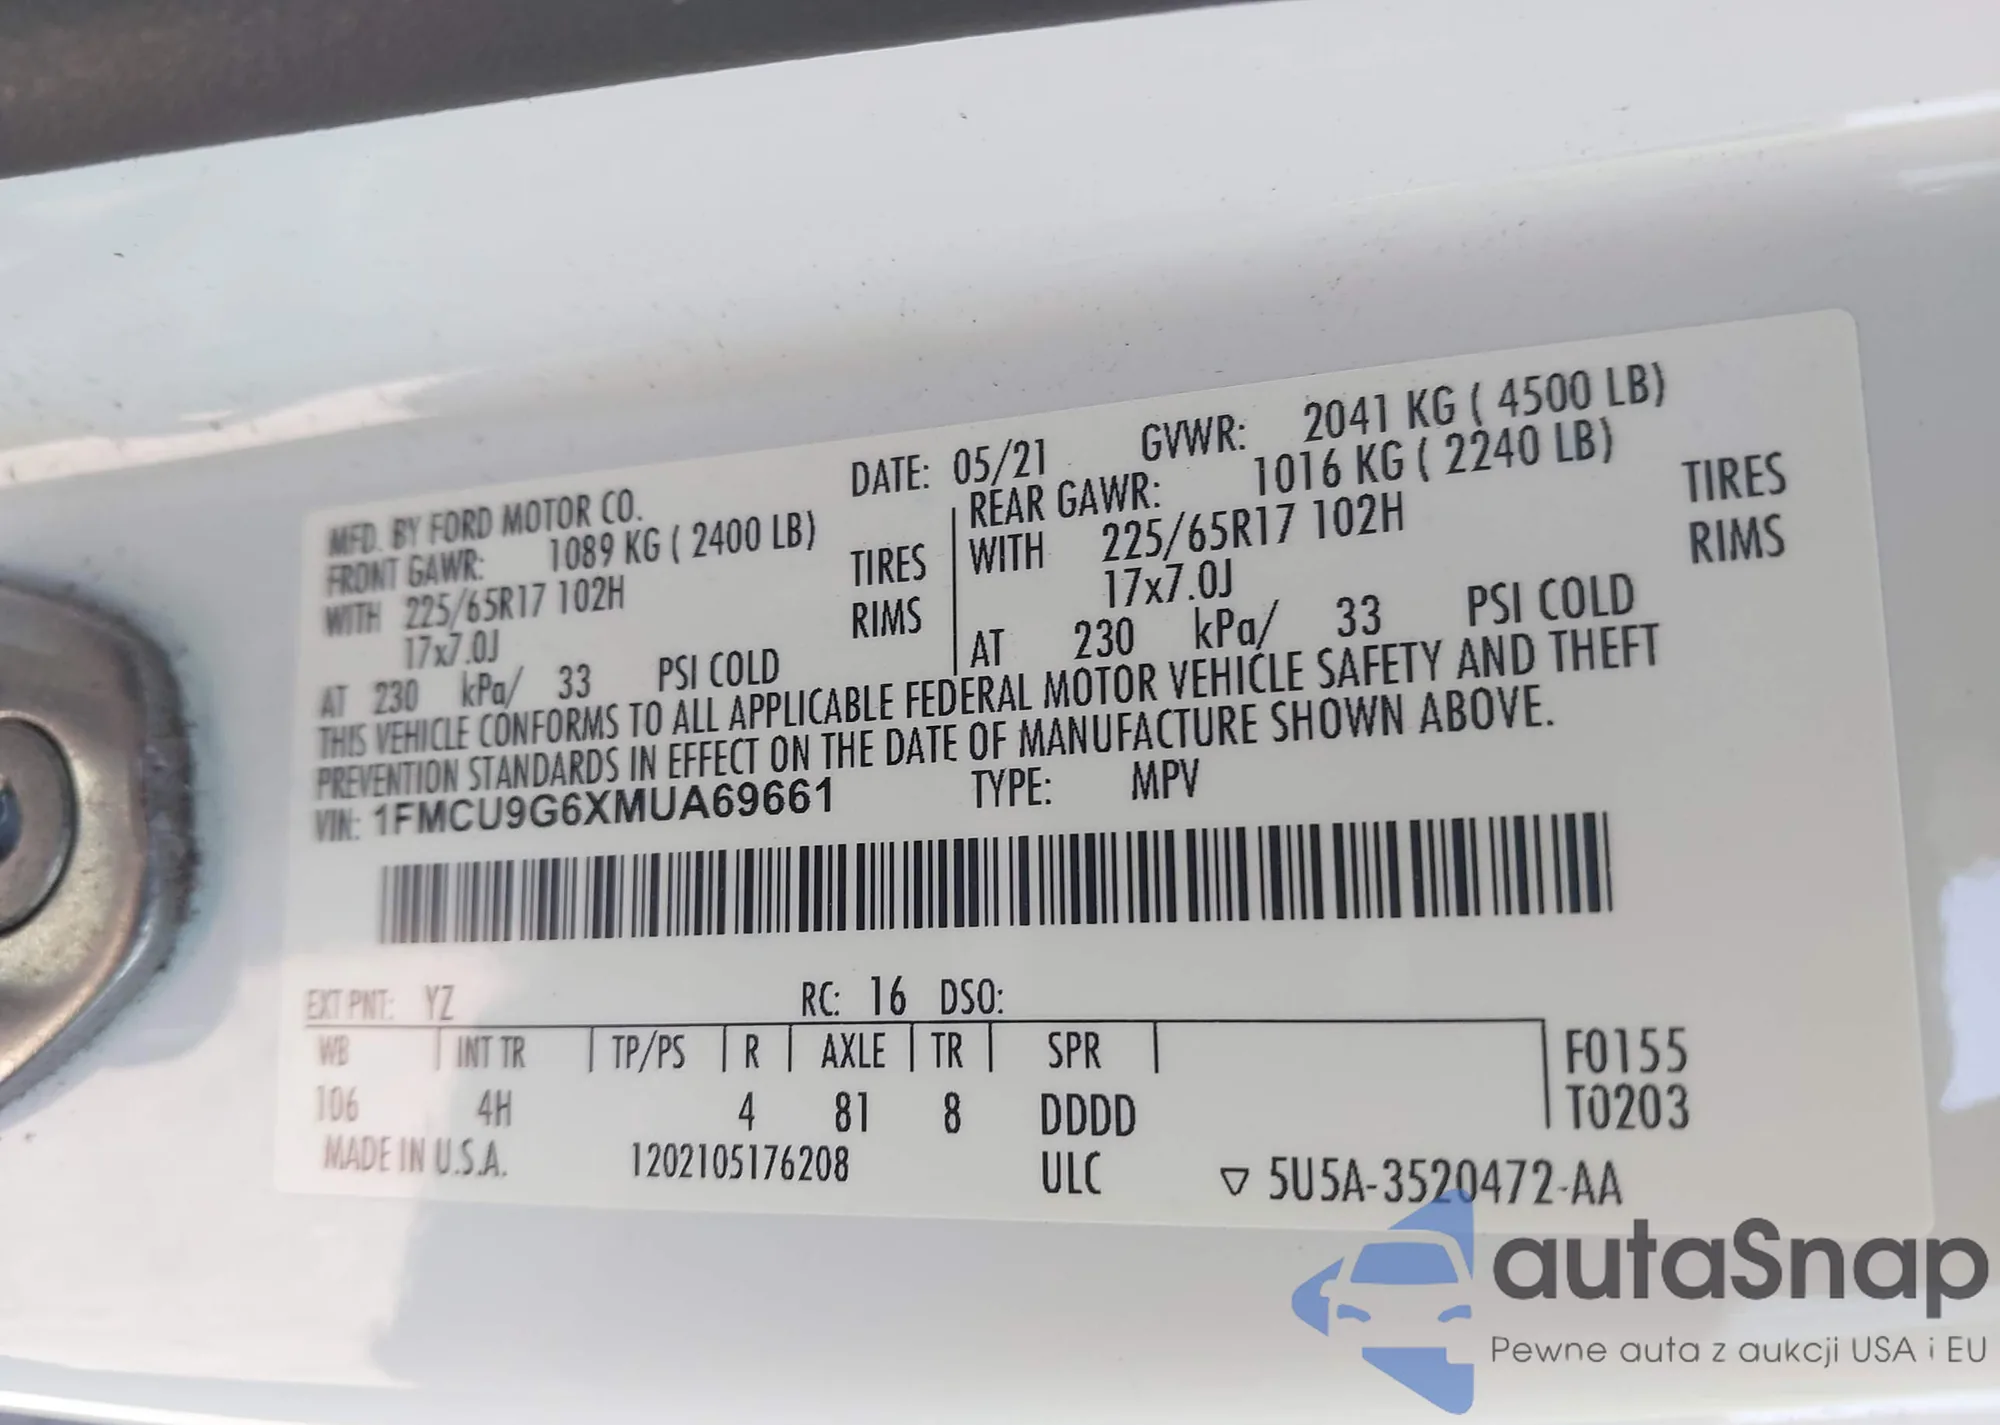 MFD. BY FORD MOTOR CO. DATE: 05/21 GVWR: 2041 KG ( 4500 LB)
FRONT GAWR: 1089 KG ( 2400 LB) REAR GAWR: 1016 KG ( 2240 LB)
WITH 225/65R17 102H TIRES WITH 225/65R17 102H TIRES
17x7.0J RIMS 17x7.0J RIMS
AT 230 kPa/ 33 PSI COLD AT 230 kPa/ 33 PSI COLD
THIS VEHICLE CONFORMS TO ALL APPLICABLE FEDERAL MOTOR VEHICLE SAFETY AND THEFT
PREVENTION STANDARDS IN EFFECT ON THE DATE OF MANUFACTURE SHOWN ABOVE.
VIN: 1FMCU9G6XMUA69661 TYPE: MPV
EXT PNT: YZ RC: 16 DSO:
WB INT TR TP/PS R AXLE TR SPR F0155
106 4H 4 81 8 DDDD T0203
MADE IN U.S.A. 1202105176208 ULC ▽ 5U5A-3520472-AA
autaSnap
Pewne auta z aukcji USA i EU